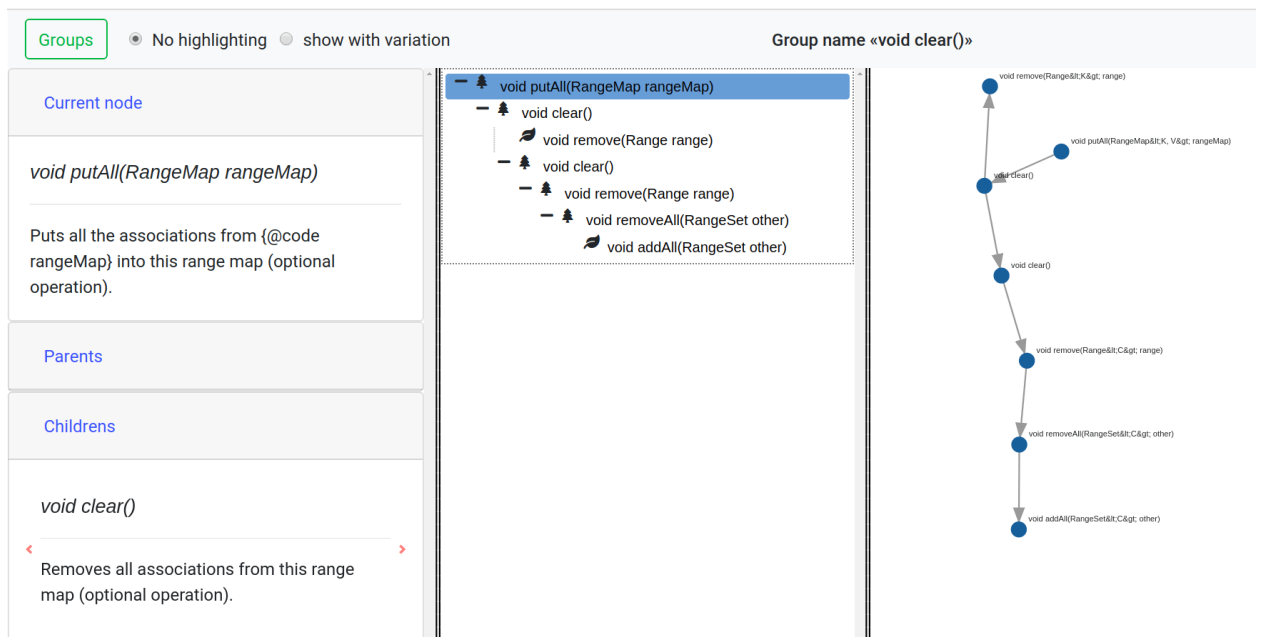 Groups
No highlighting
show with variation
Group name «void clear()»
Current node
void putAll(RangeMap rangeMap)
Puts all the associations from {@code
rangeMap} into this range map (optional
operation).
Parents
Childrens
void clear()
Removes all associations from this range
map (optional operation).
void putAll(RangeMap rangeMap)
void clear()
void remove(Range range)
void clear()
void remove(Range range)
void removeAll(RangeSet other)
void addAll(RangeSet other)
void remove(Range&lt;K&gt; range)
void putAll(RangeMap&lt;K, V&gt; rangeMap)
void clear()
void clear()
void remove(Range&lt;C&gt; range)
void removeAll(RangeSet&lt;C&gt; other)
void addAll(RangeSet&lt;C&gt; other)